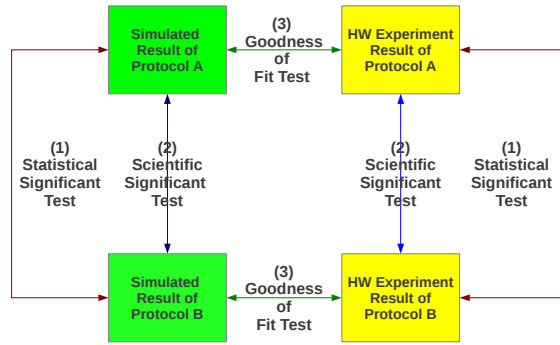 Simulated
Result of
Protocol A
(3)
Goodness
of
Fit Test
HW Experiment
Result of
Protocol A
(1)
Statistical
Significant
Test
(2)
Scientific
Significant
Test
(2)
Scientific
Significant
Test
(1)
Statistical
Significant
Test
Simulated
Result of
Protocol B
(3)
Goodness
of
Fit Test
HW Experiment
Result of
Protocol B